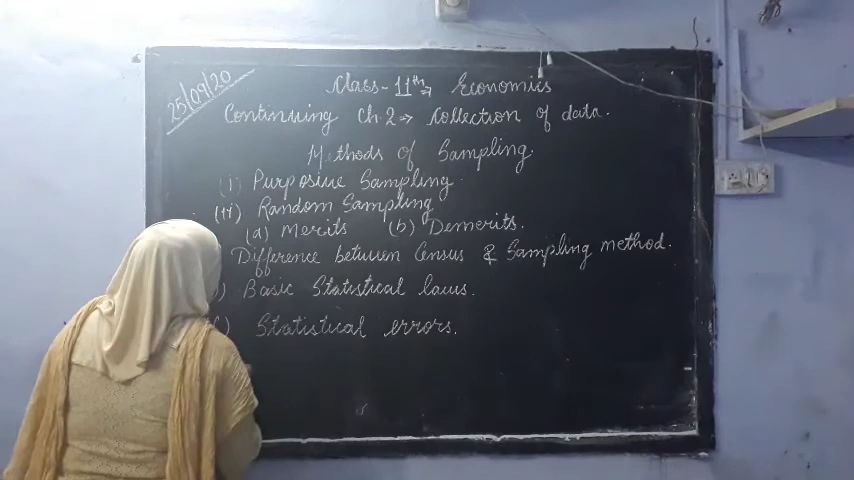 25/09/20
Class - 11th ⇒ Economics
Continuing Ch.2 ⇒ Collection of data.
Methods of Sampling.
(i) Purposive Sampling
(ii) Random Sampling
(a) Merits (b) Demerits.
Difference between Census & Sampling method.
) Basic Statistical laws.
) Statistical errors.